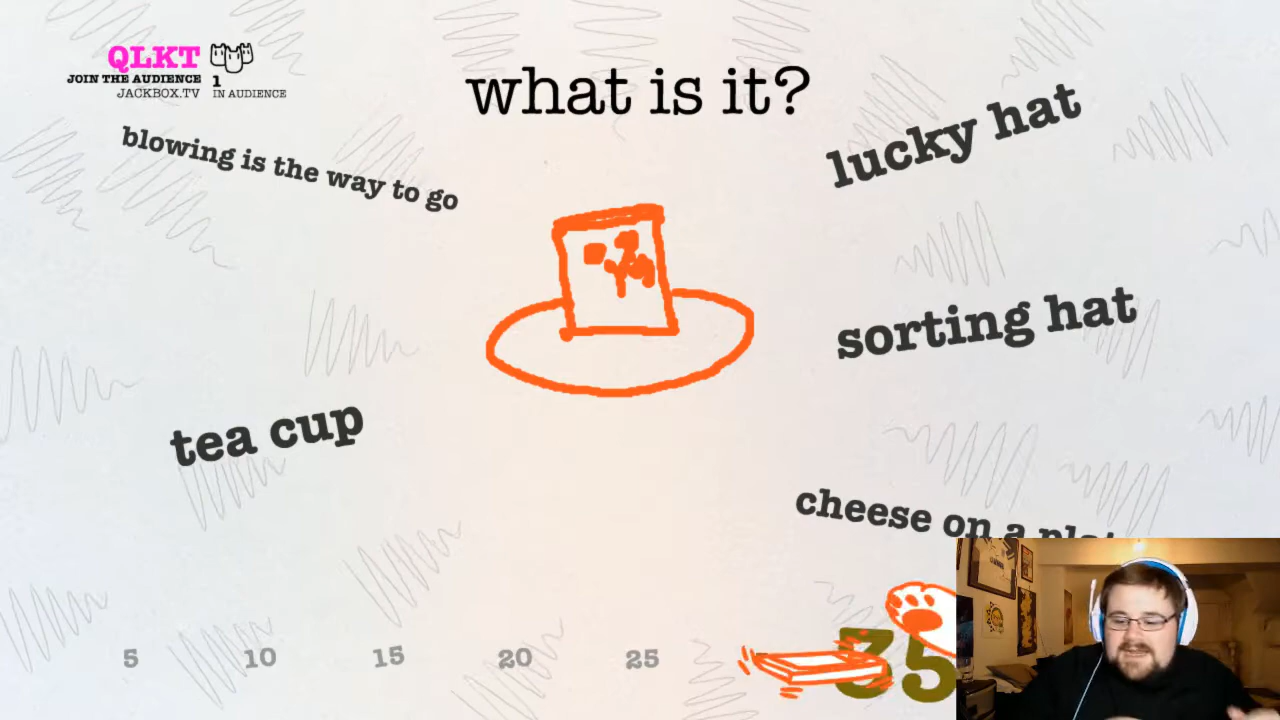 QLKT
JOIN THE AUDIENCE
JACKBOX.TV
1
IN AUDIENCE
what is it?
blowing is the way to go
lucky hat
sorting hat
tea cup
cheese on a
5 10 15 20 25
35